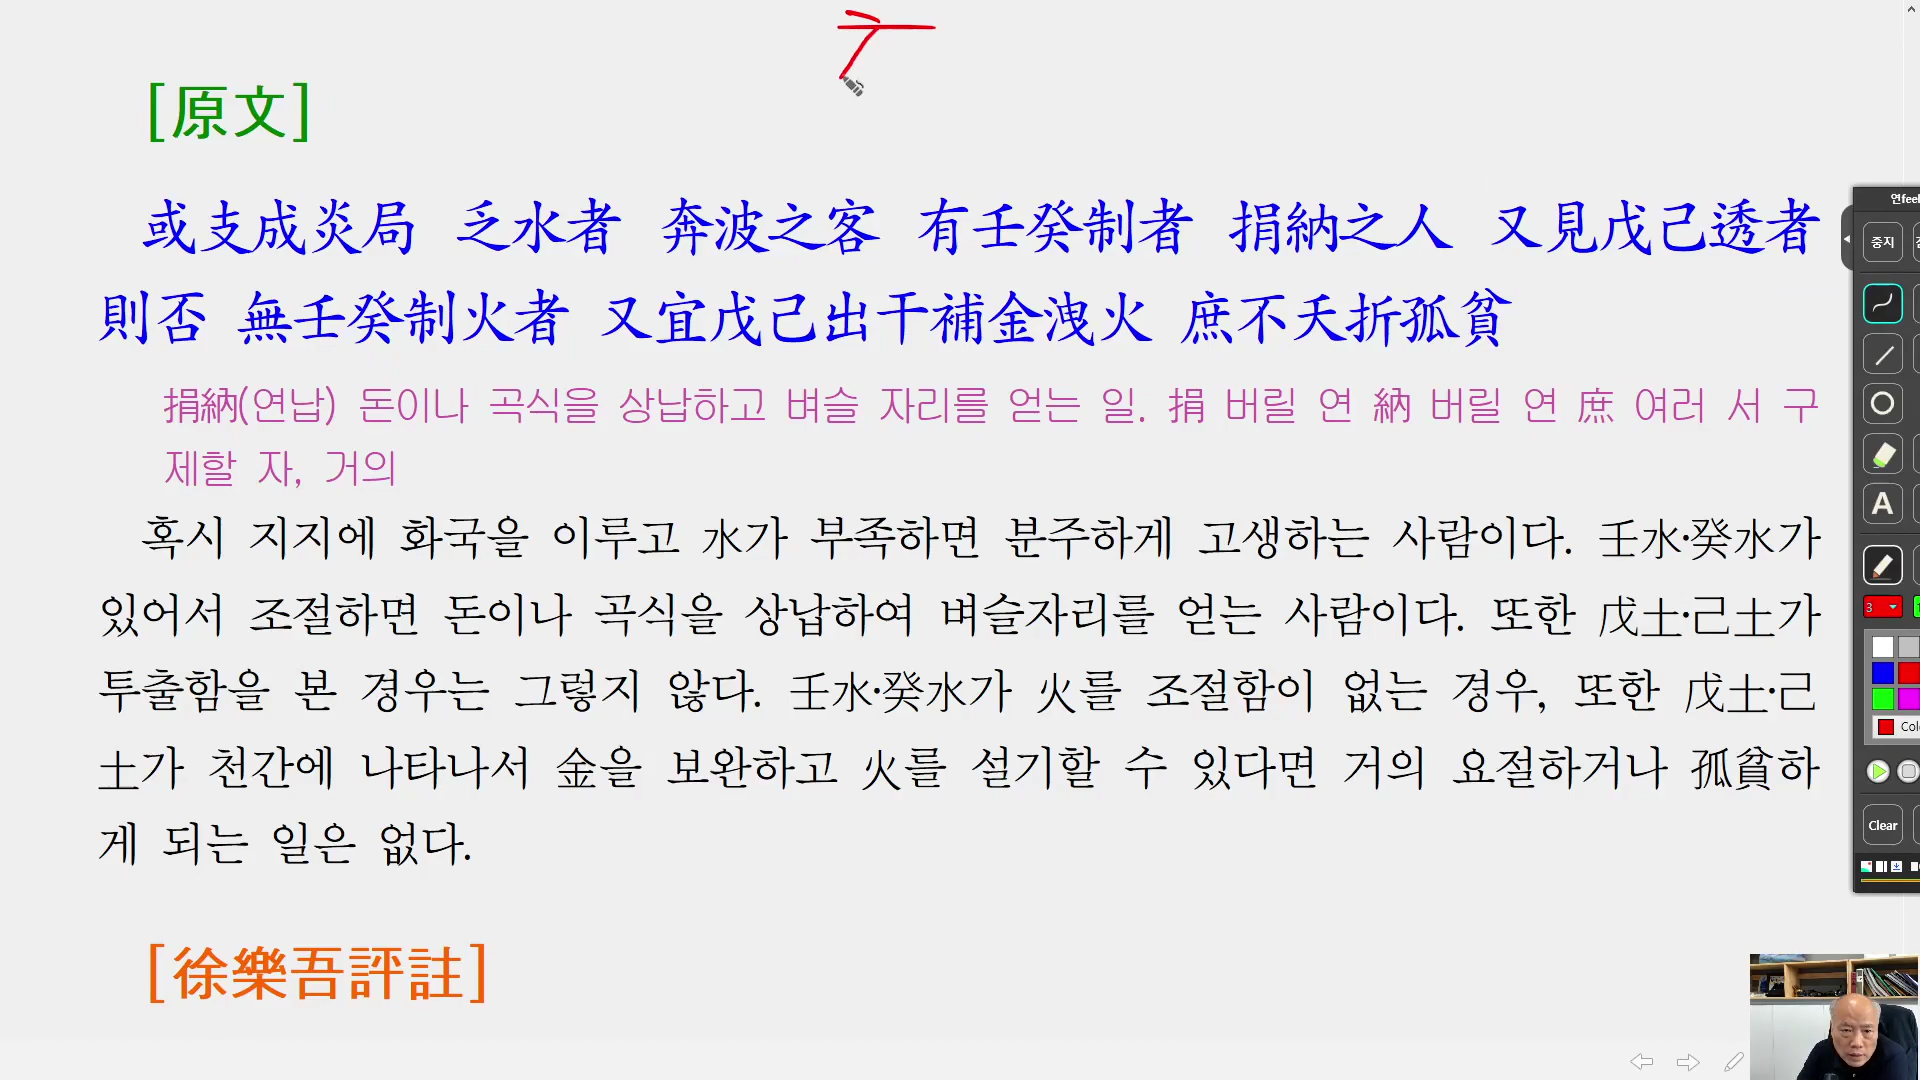 [原文]
或支成炎局 乏水者 奔波之客 有壬癸制者 捐納之人 又見戊己透者
則否 無壬癸制火者 又宜戊己出干補金洩火 庶不夭折孤貧
捐納(연납) 돈이나 곡식을 상납하고 벼슬 자리를 얻는 일. 捐 버릴 연 納 버릴 연 庶 여러 서 구
제할 자, 거의
혹시 지지에 화국을 이루고 水가 부족하면 분주하게 고생하는 사람이다. 壬水·癸水가
있어서 조절하면 돈이나 곡식을 상납하여 벼슬자리를 얻는 사람이다. 또한 戊土·己土가
투출함을 본 경우는 그렇지 않다. 壬水·癸水가 火를 조절함이 없는 경우, 또한 戊土·己
土가 천간에 나타나서 金을 보완하고 火를 설기할 수 있다면 거의 요절하거나 孤貧하
게 되는 일은 없다.
[徐樂吾評註]
연feel
중지
A
3
Clear